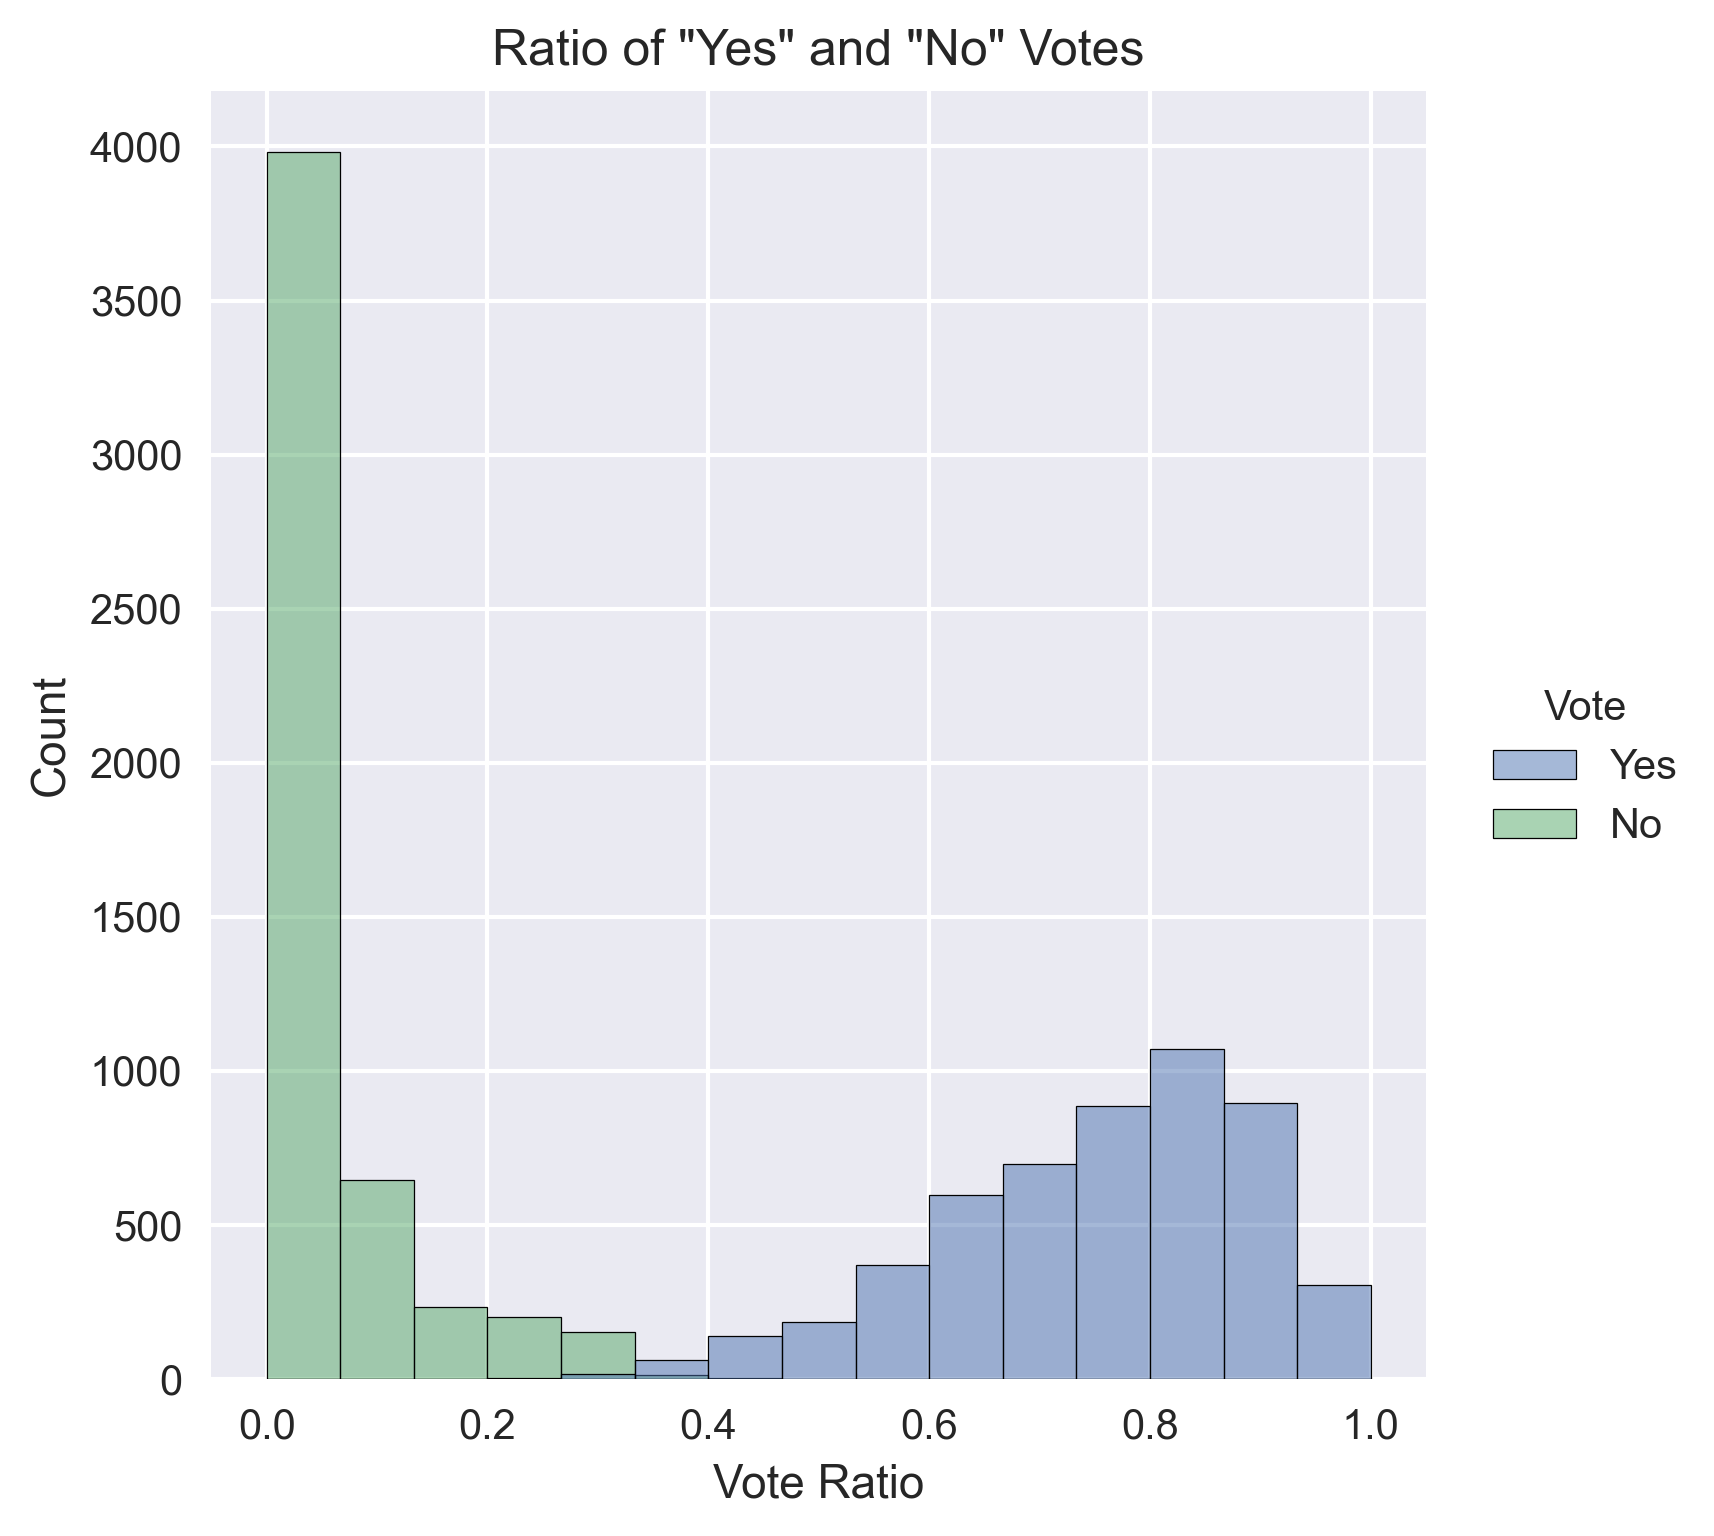 Ratio of "Yes" and "No" Votes
4000
3500
3000
2500
2000
1500
1000
500
0
Count
0.0 0.2 0.4 0.6 0.8 1.0
Vote Ratio
Vote
Yes
No